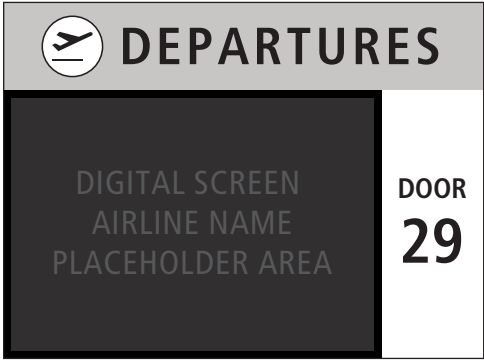 DEPARTURES
DIGITAL SCREEN
AIRLINE NAME
PLACEHOLDER AREA
DOOR
29